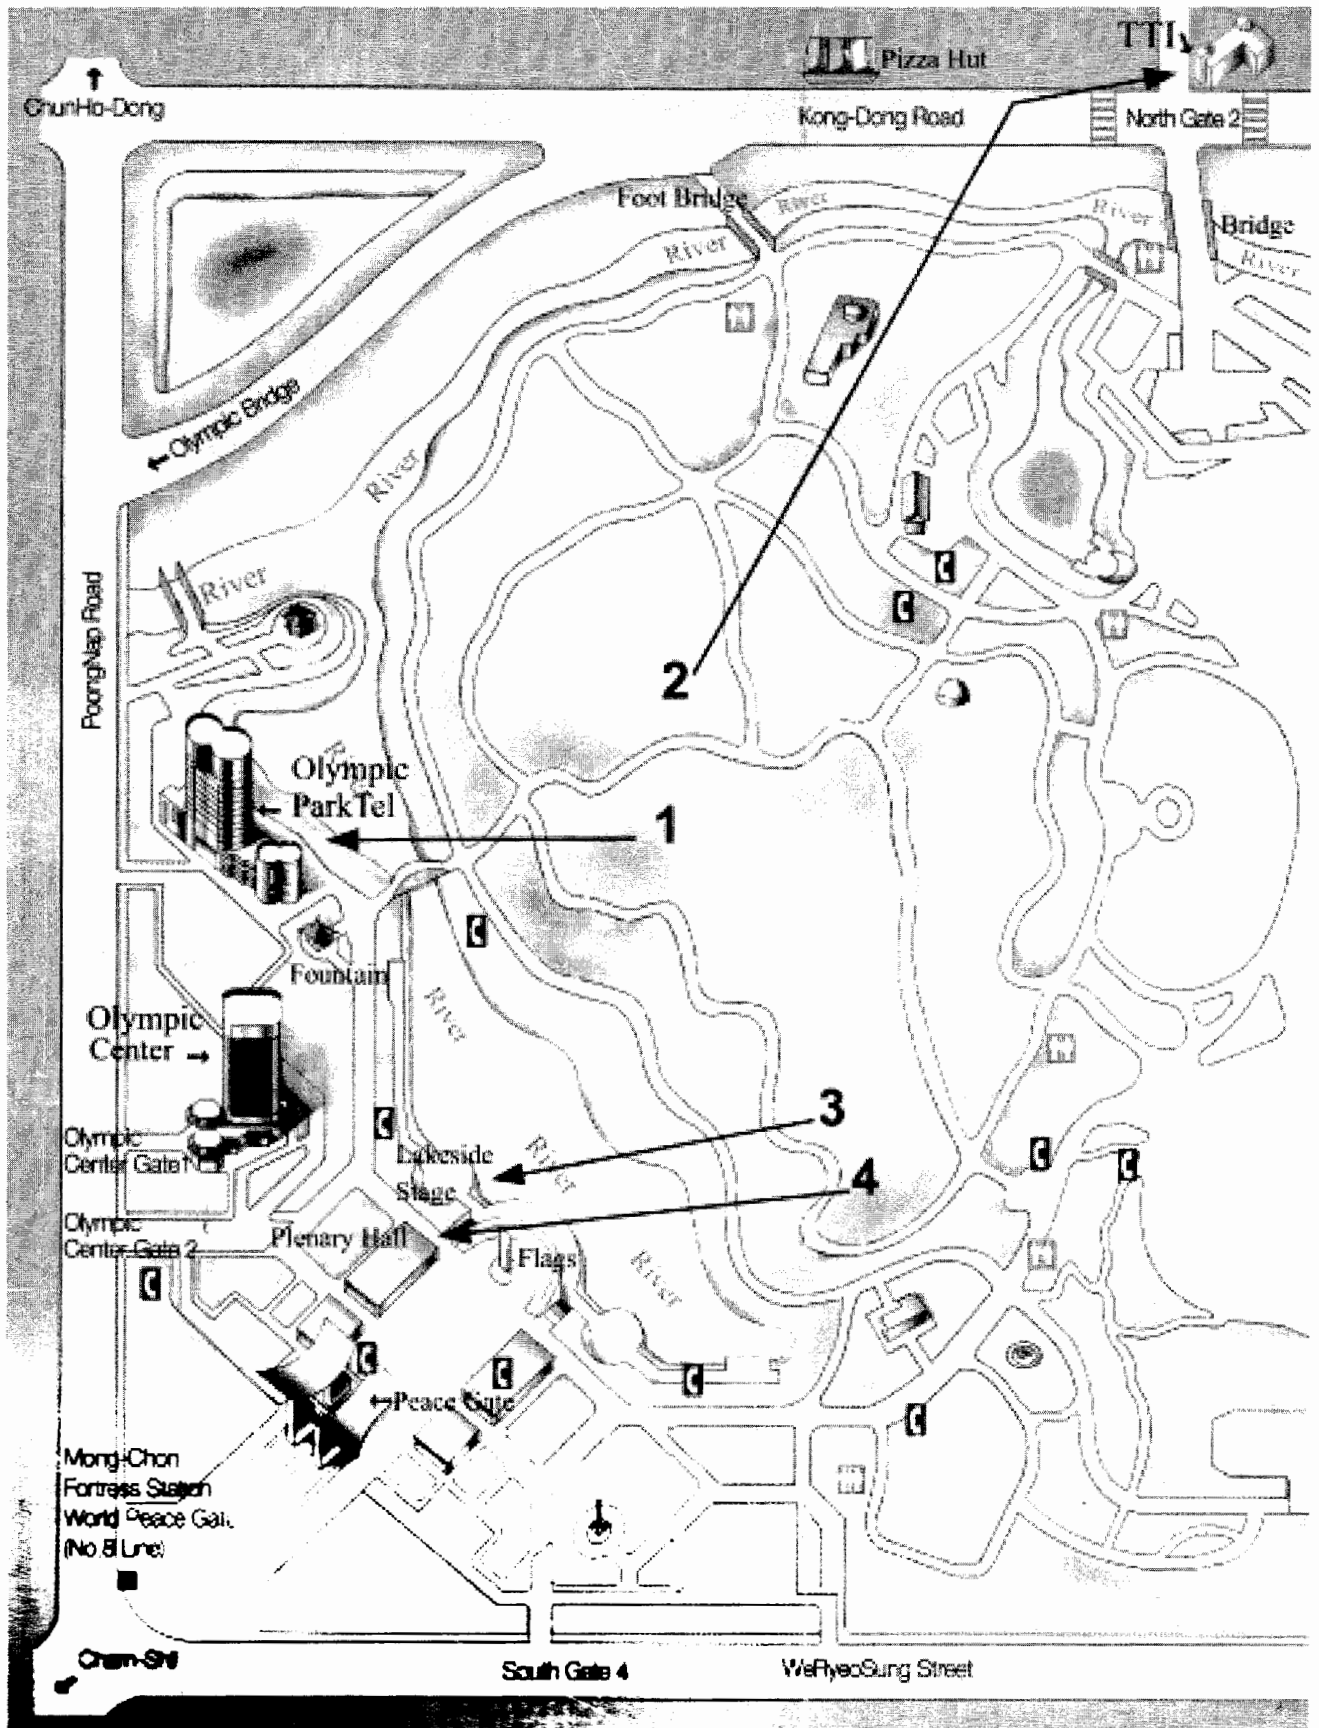 TTI
Pizza Hut
ChunHo-Dong
Kong-Dong Road
North Gate 2
Foot Bridge
River
River
River
Bridge
River
Olympic Bridge
River
River
PoongNap Road
2
Olympic
ParkTel
1
Fountain
River
Olympic
Center
3
Olympic
Center Gate 1
Lakeside
Stage
River
4
Olympic
Center Gate 2
Plenary Hall
Flags
River
Peace Gate
Mong-Chon
Fortress Station
World Peace Gate
(No.8 Line)
Cham-Shil
South Gate 4
WeRyeoSung Street